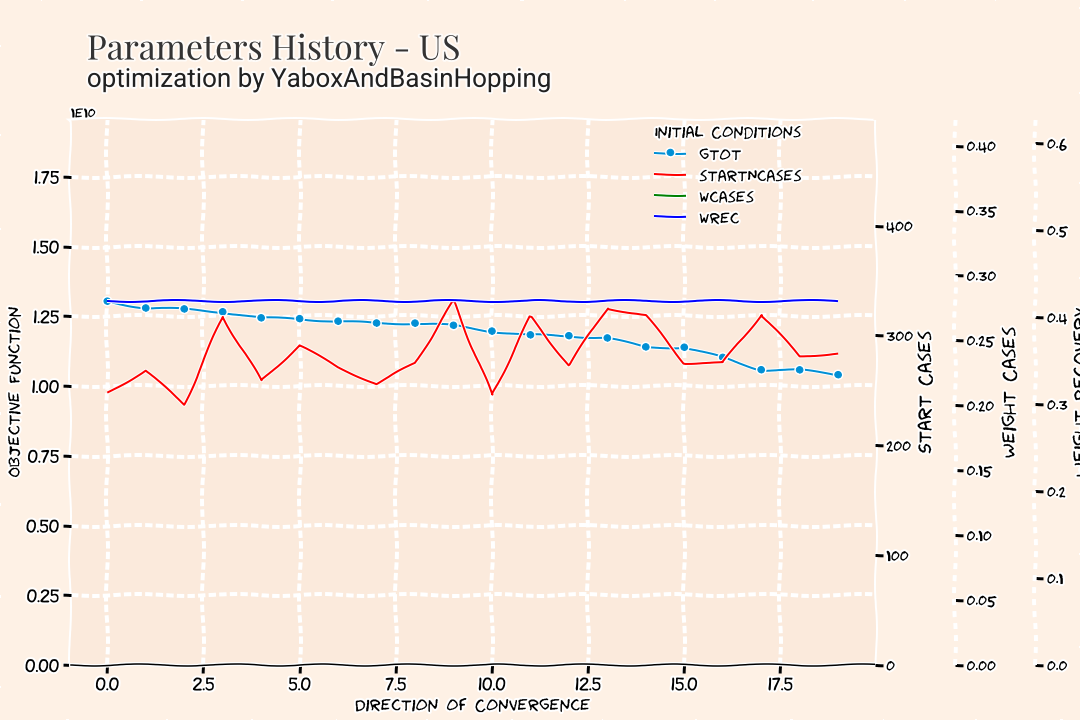 Parameters History - US
optimization by YaboxAndBasinHopping
1E10
INITIAL CONDITIONS
GTOT
STARTNCASES
WCASES
WREC
1.75
1.50
1.25
1.00
0.75
0.50
0.25
0.00
OBJECTIVE FUNCTION
0.0 2.5 5.0 7.5 10.0 12.5 15.0 17.5
DIRECTION OF CONVERGENCE
400
300
200
100
0
START CASES
0.40
0.35
0.30
0.25
0.20
0.15
0.10
0.05
0.00
WEIGHT CASES
0.6
0.5
0.4
0.3
0.2
0.1
0.0
WEIGHT RECOVERY